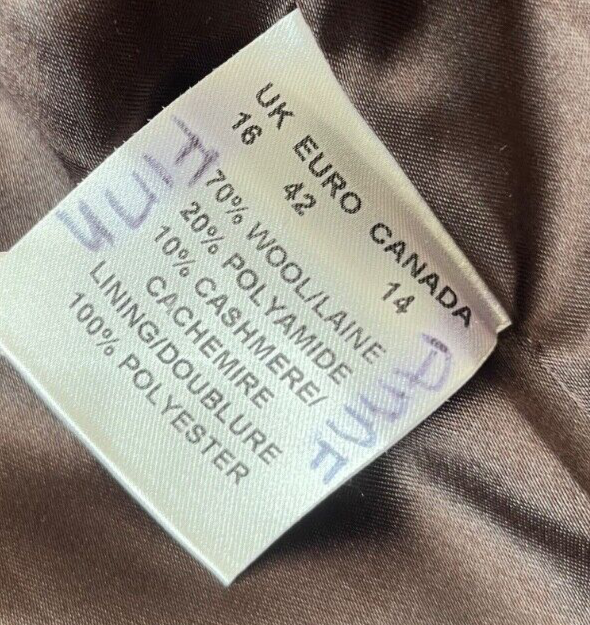 UK EURO CANADA
16 42 14
70% WOOL/LAINE
20% POLYAMIDE
10% CASHMERE/
CACHEMIRE
LINING/DOUBLURE
100% POLYESTER